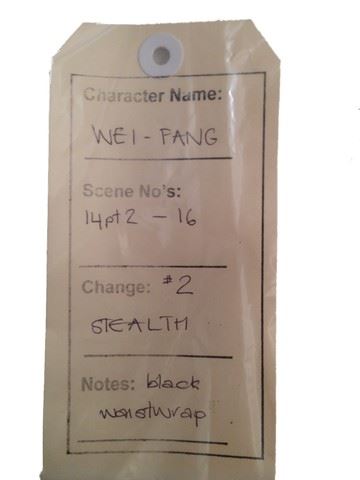 Character Name:
WEI-FANG
Scene No's:
14pt2 - 16
Change: #2
STEALTH
Notes: black
waistwrap